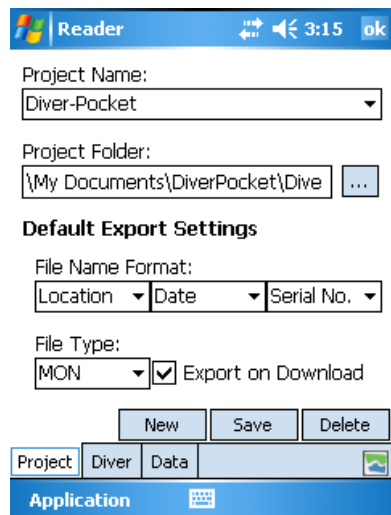 Reader 3:15 ok
Project Name:
Diver-Pocket
Project Folder:
\My Documents\DiverPocket\Dive ...
Default Export Settings
File Name Format:
Location Date Serial No.
File Type:
MON Export on Download
New Save Delete
Project Diver Data
Application